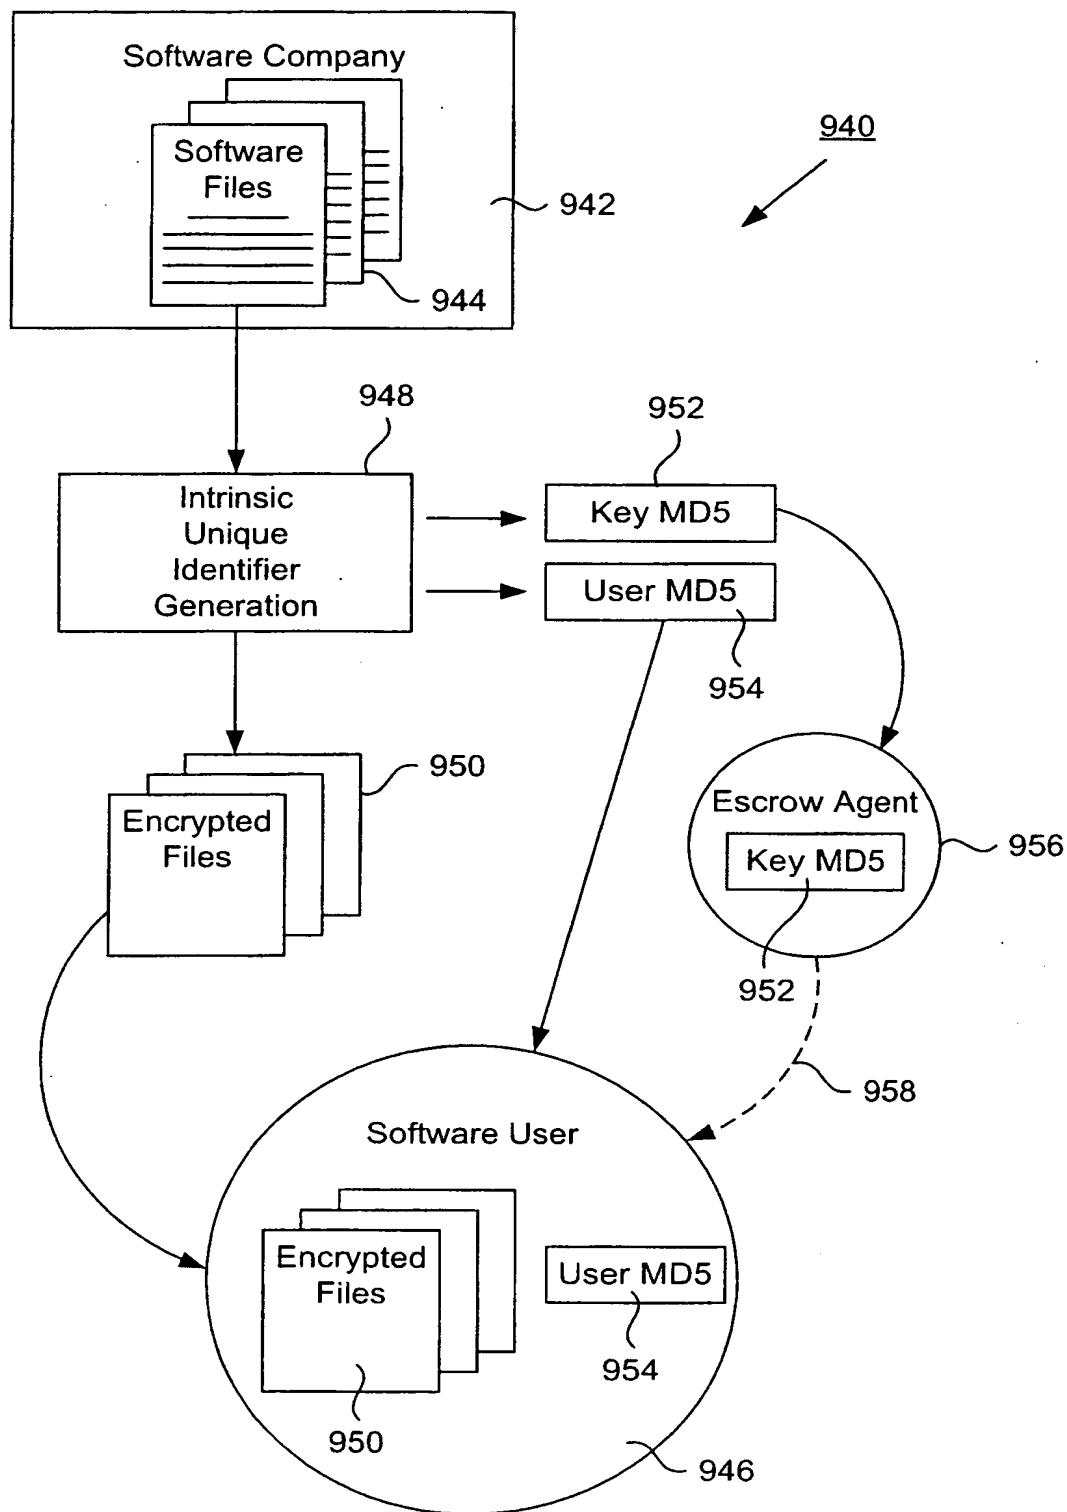 Software Company
Software
Files
940
942
944
948
952
Intrinsic
Unique
Identifier
Generation
Key MD5
User MD5
954
950
Encrypted
Files
Escrow Agent
Key MD5
956
952
958
Software User
Encrypted
Files
User MD5
954
950
946